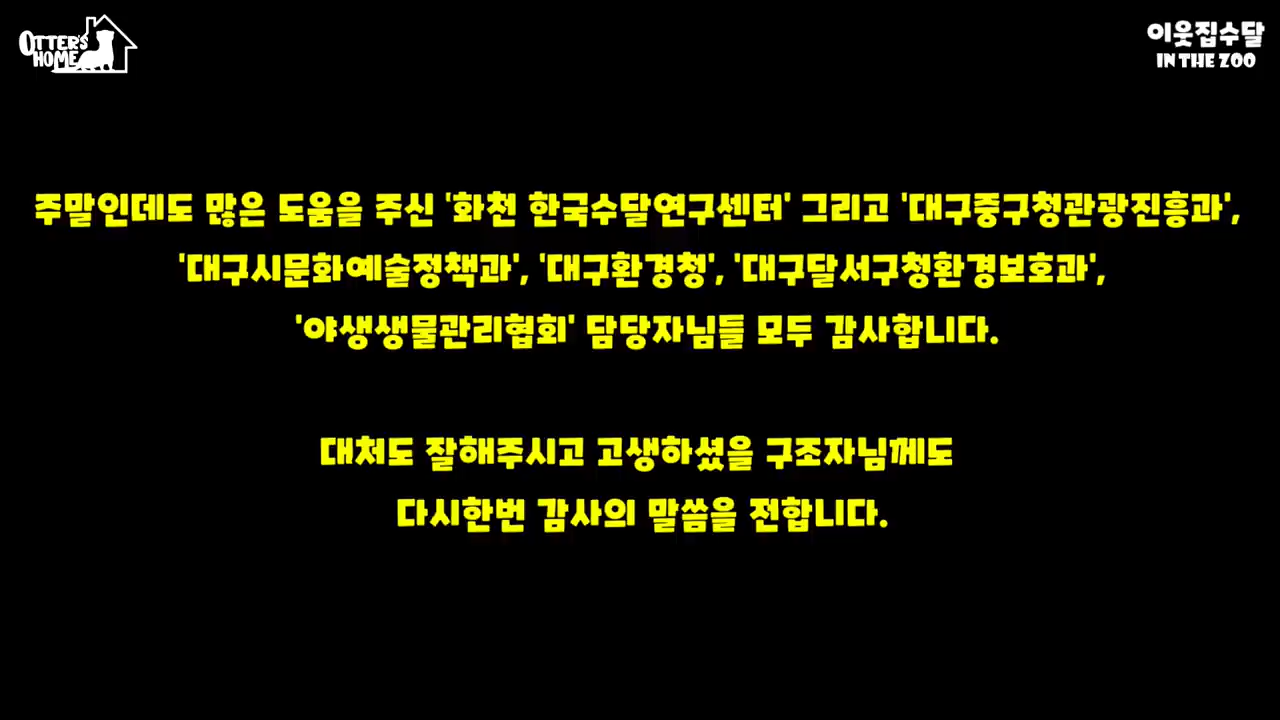 OTTER'S
HOME
이웃집수달
IN THE ZOO
주말인데도 많은 도움을 주신 '화천 한국수달연구센터' 그리고 '대구중구청관광진흥과',
'대구시문화예술정책과', '대구환경청', '대구달서구청환경보호과',
'야생생물관리협회' 담당자님들 모두 감사합니다.
대처도 잘해주시고 고생하셨을 구조자님께도
다시한번 감사의 말씀을 전합니다.